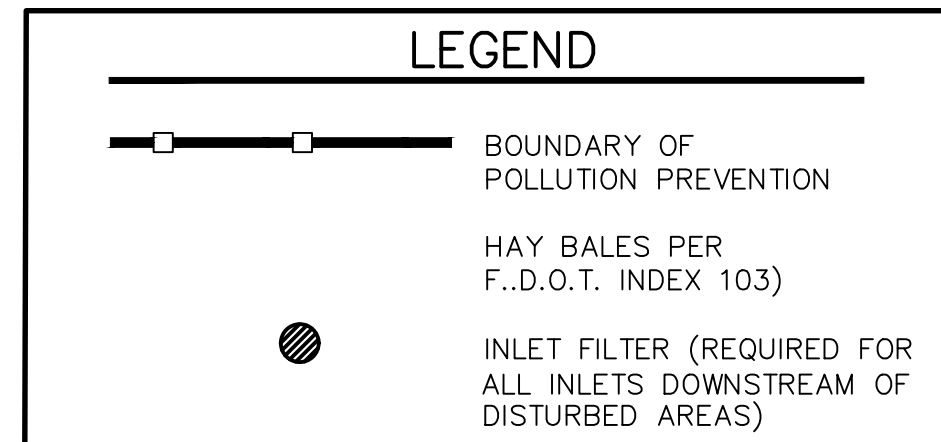 LEGEND
BOUNDARY OF
POLLUTION PREVENTION
HAY BALES PER
F..D.O.T. INDEX 103)
INLET FILTER (REQUIRED FOR
ALL INLETS DOWNSTREAM OF
DISTURBED AREAS)